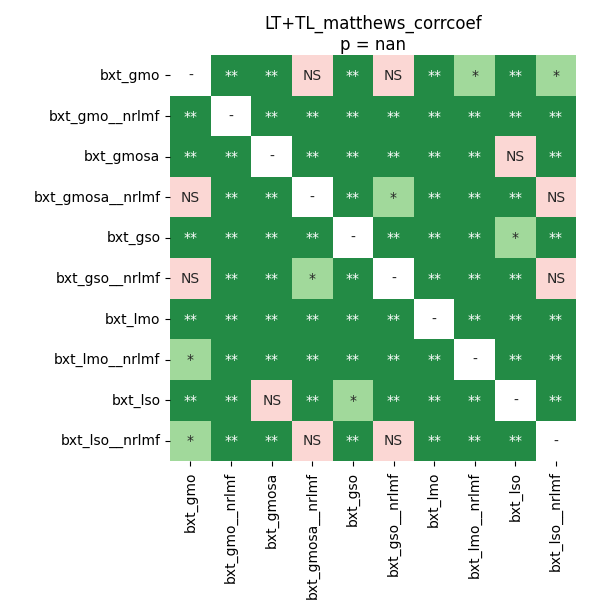 LT+TL_matthews_corrcoef
p = nan
bxt_gmo - ** ** NS ** NS ** * ** *
bxt_gmo__nrlmf ** - ** ** ** ** ** ** ** **
bxt_gmosa ** ** - ** ** ** ** ** NS **
bxt_gmosa__nrlmf NS ** ** - ** * ** ** ** NS
bxt_gso ** ** ** ** - ** ** ** * **
bxt_gso__nrlmf NS ** ** * ** - ** ** ** NS
bxt_lmo ** ** ** ** ** ** - ** ** **
bxt_lmo__nrlmf * ** ** ** ** ** ** - ** **
bxt_lso ** ** NS ** * ** ** ** - **
bxt_lso__nrlmf * ** ** NS ** NS ** ** ** -
bxt_gmo
bxt_gmo__nrlmf
bxt_gmosa
bxt_gmosa__nrlmf
bxt_gso
bxt_gso__nrlmf
bxt_lmo
bxt_lmo__nrlmf
bxt_lso
bxt_lso__nrlmf